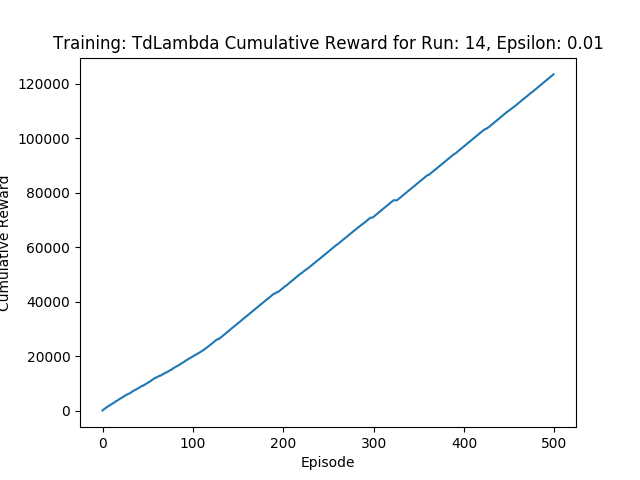 Training: TdLambda Cumulative Reward for Run: 14, Epsilon: 0.01
120000
100000
80000
60000
40000
20000
0
Cumulative Reward
0 100 200 300 400 500
Episode